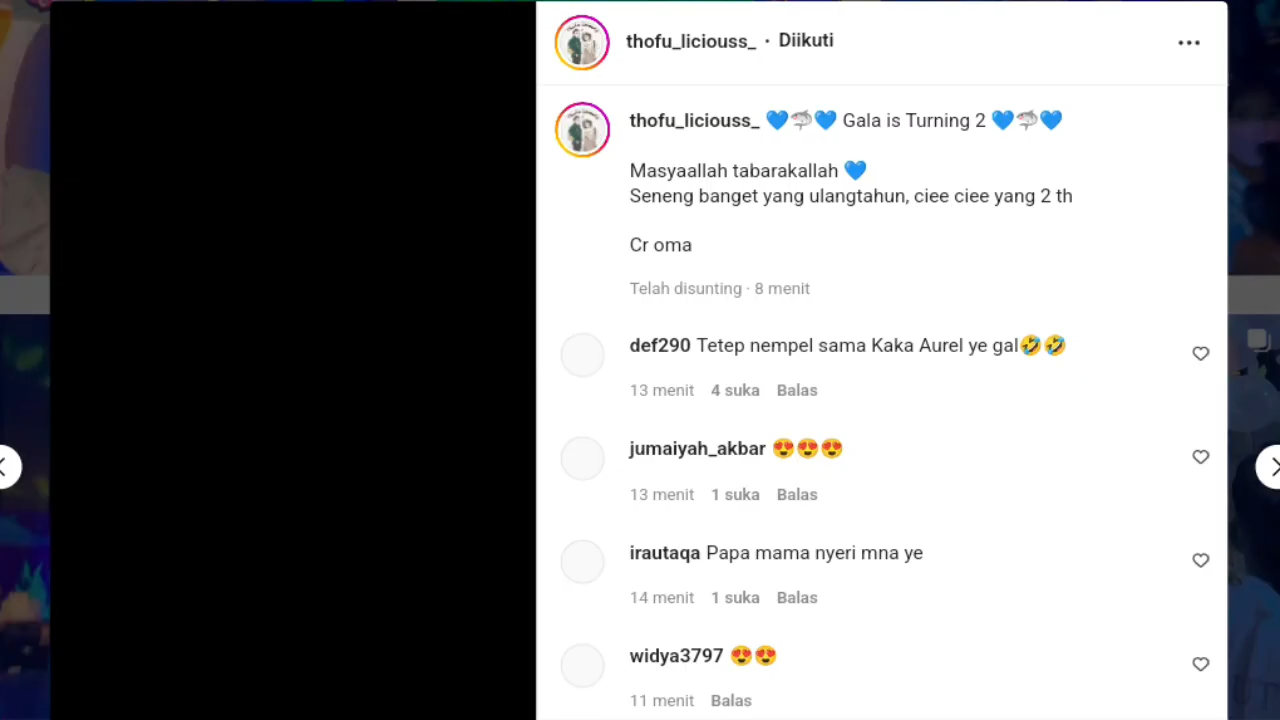 thofu_liciouss_ · Diikuti
thofu_liciouss_ 💙🦈💙 Gala is Turning 2 💙🦈💙
Masyaallah tabarakallah 💙
Seneng banget yang ulangtahun, ciee ciee yang 2 th
Cr oma
Telah disunting · 8 menit
def290 Tetep nempel sama Kaka Aurel ye gal🤣🤣
13 menit 4 suka Balas
jumaiyah_akbar 😍😍😍
13 menit 1 suka Balas
irautaqa Papa mama nyeri mna ye
14 menit 1 suka Balas
widya3797 😍😍
11 menit Balas